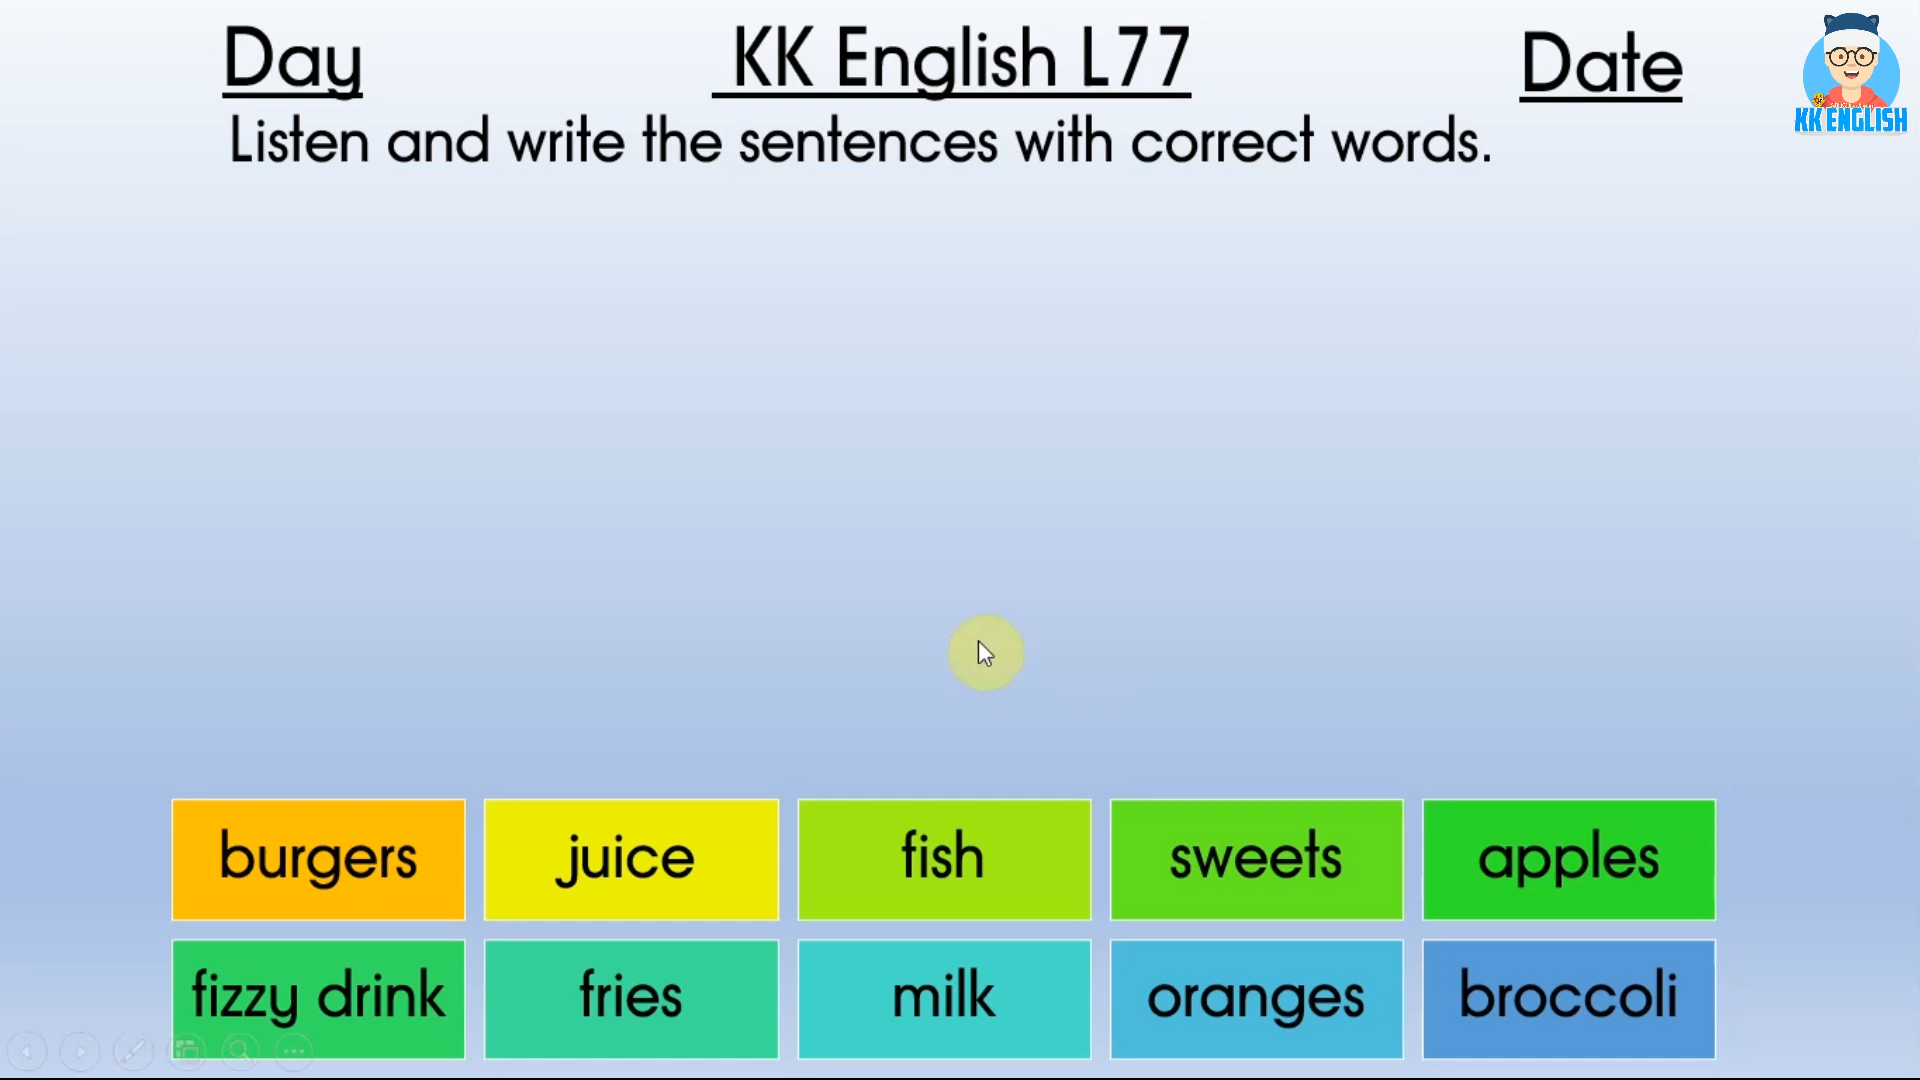 Day KK English L77 Date
KK ENGLISH
Listen and write the sentences with correct words.
burgers juice fish sweets apples
fizzy drink fries milk oranges broccoli